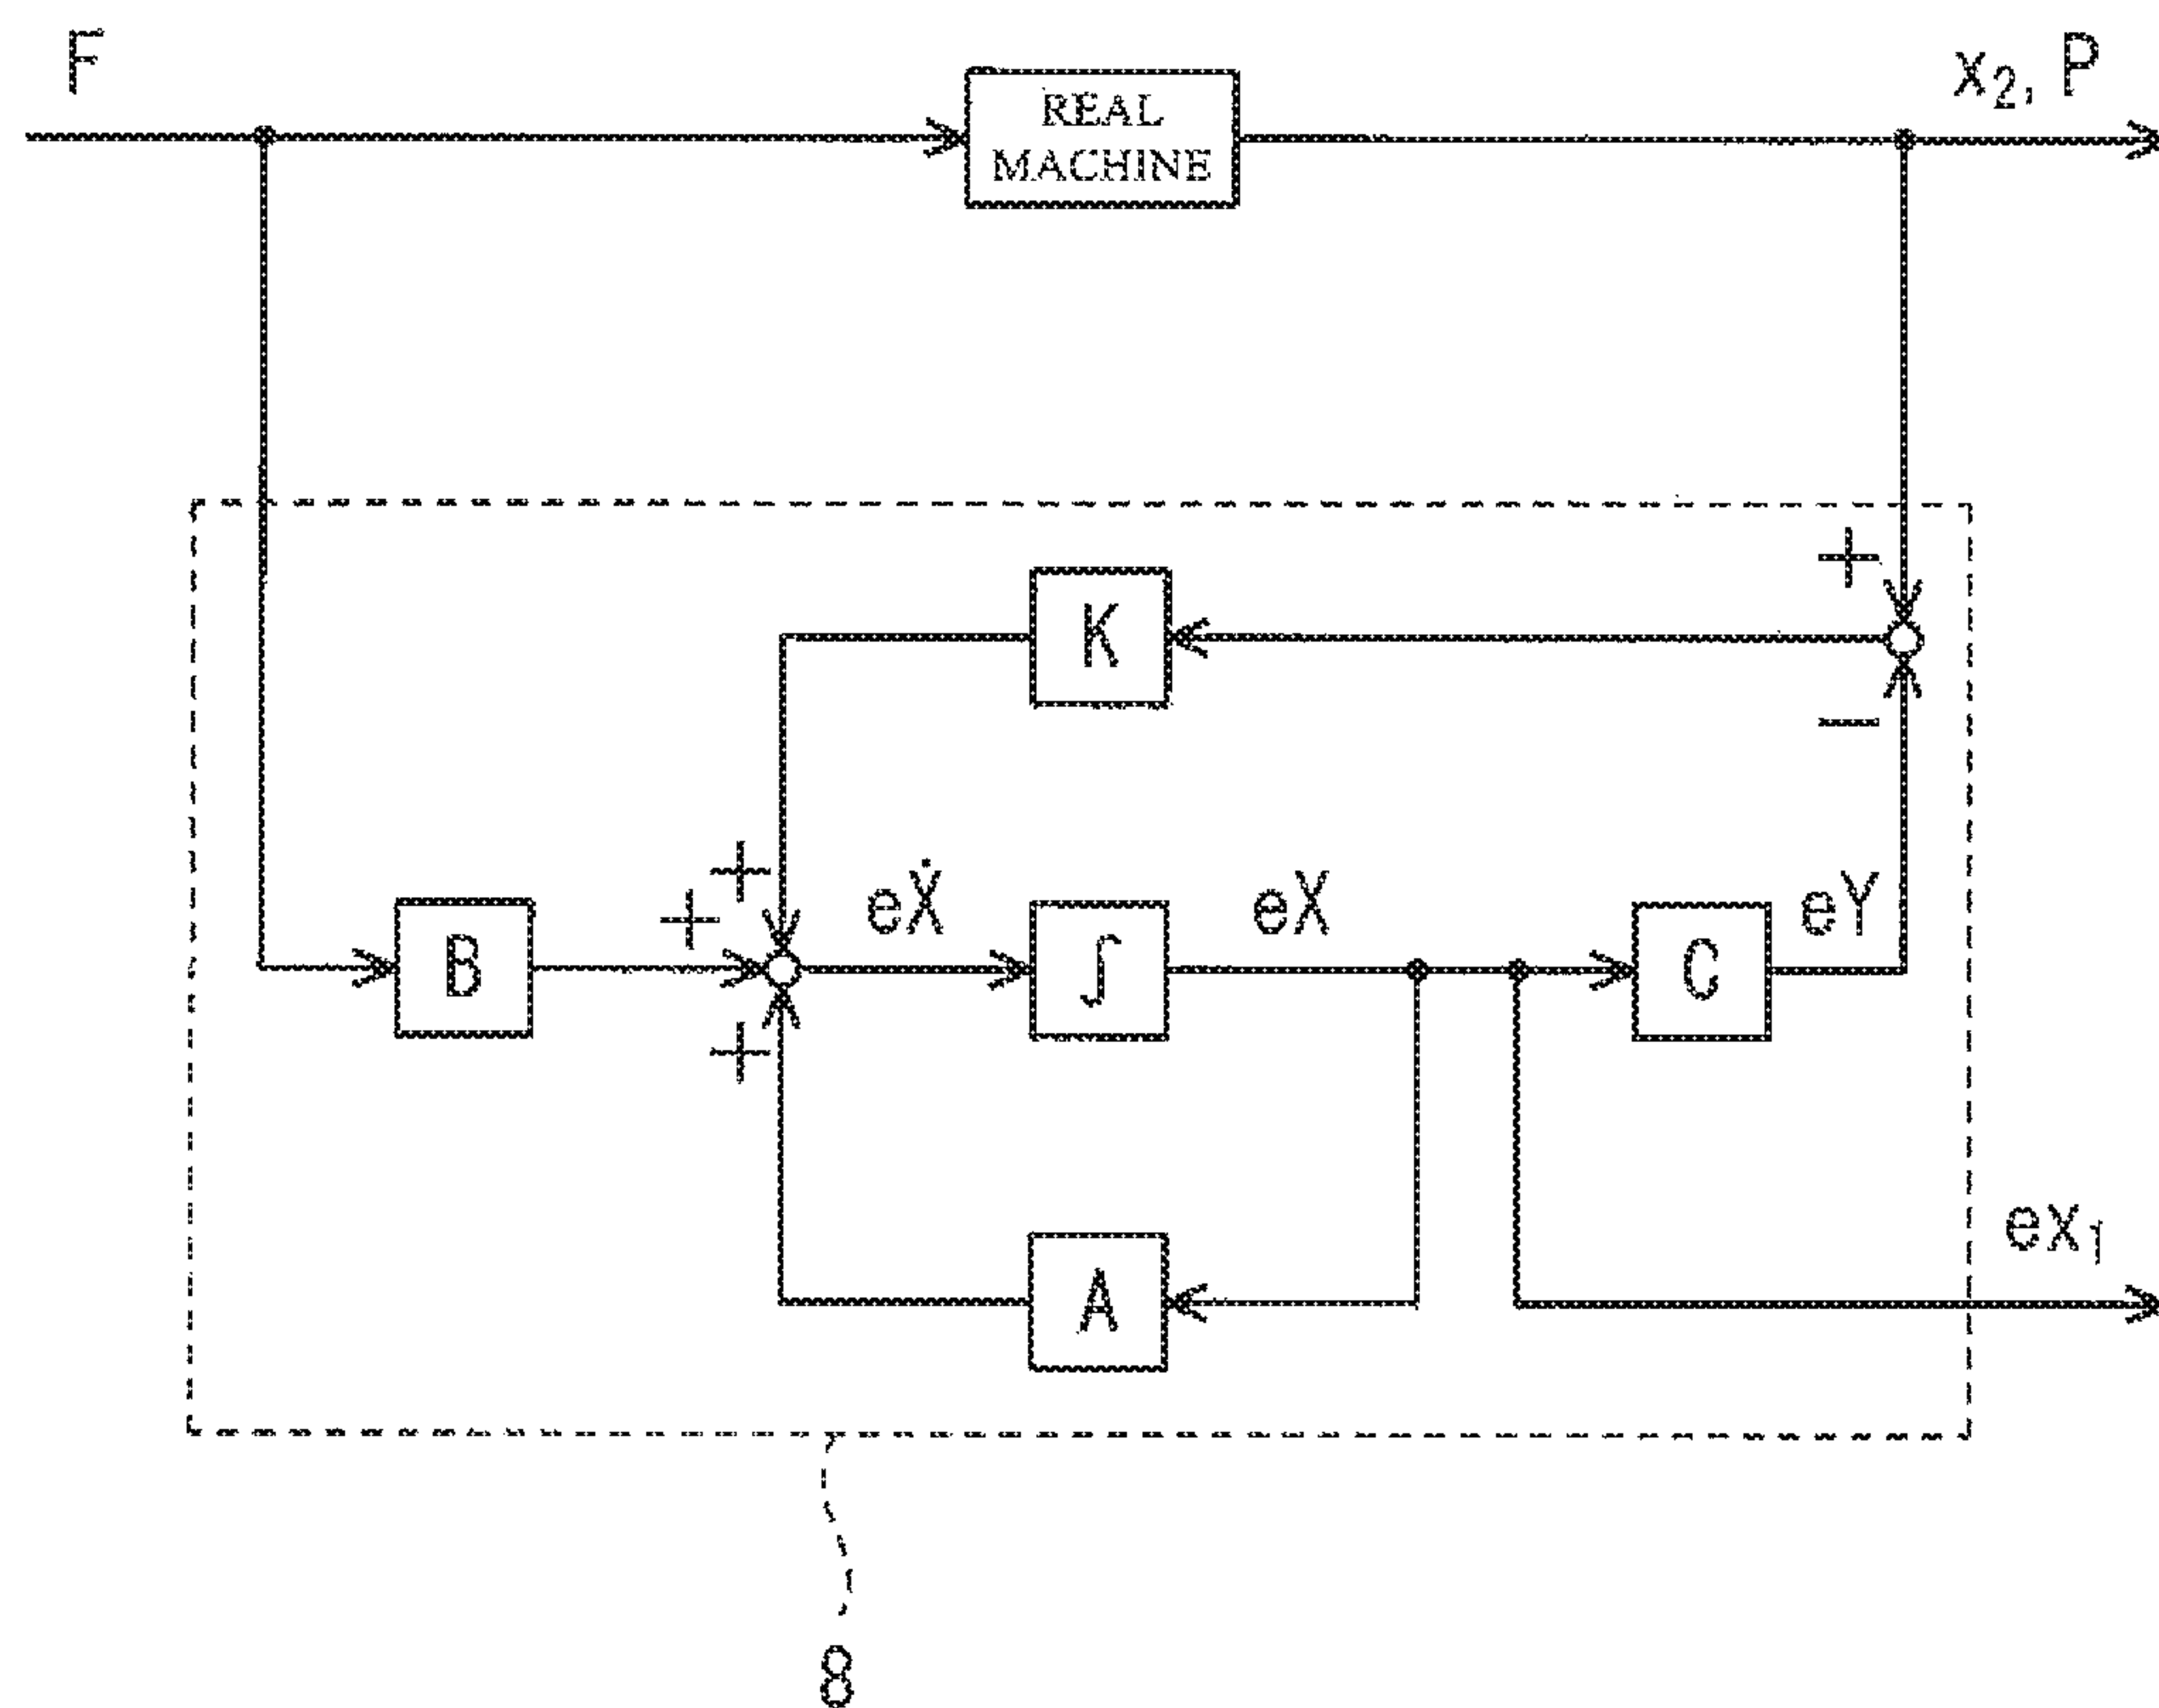 F
x₂, P
REAL
MACHINE
+
K
−
+
+
eẊ
eX
eY
B
∫
C
+
ex₁
A
8